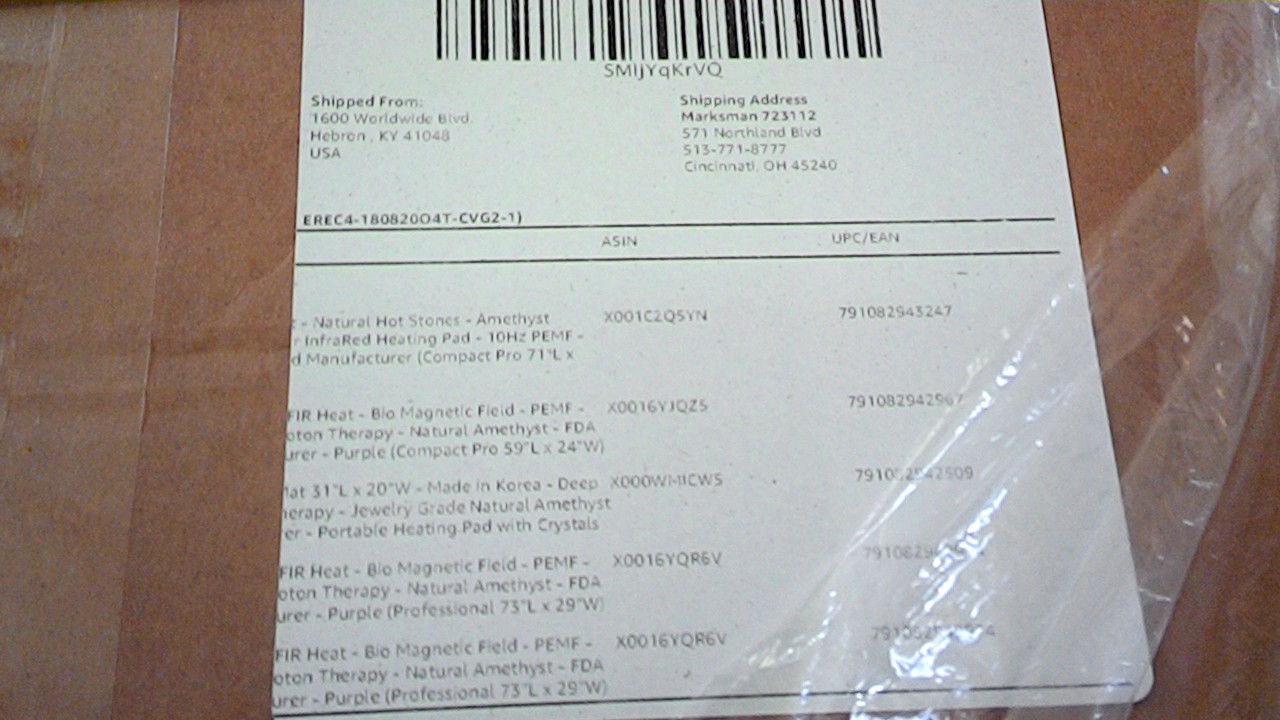 SMIjYqKrVQ
Shipped From:
1600 Worldwide Blvd.
Hebron , KY 41048
USA
Shipping Address
Marksman 723112
571 Northland Blvd
513-771-8777
Cincinnati, OH 45240
EREC4-180820O4T-CVG2-1)
ASIN UPC/EAN
- Natural Hot Stones - Amethyst X001C2Q5YN 791082943247
r InfraRed Heating Pad - 10Hz PEMF -
d Manufacturer (Compact Pro 71"L x
FIR Heat - Bio Magnetic Field - PEMF - X0016YJQZ5 791082942967
oton Therapy - Natural Amethyst - FDA
urer - Purple (Compact Pro 59"L x 24"W)
lat 31"L x 20"W - Made in Korea - Deep X000WMICW5
herapy - Jewelry Grade Natural Amethyst
er - Portable Heating Pad with Crystals
FIR Heat - Bio Magnetic Field - PEMF - X0016YQR6V
oton Therapy - Natural Amethyst - FDA
urer - Purple (Professional 73"L x 29"W)
FIR Heat - Bio Magnetic Field - PEMF - X0016YQR6V
oton Therapy - Natural Amethyst - FDA
urer - Purple (Professional 73"L x 29"W)